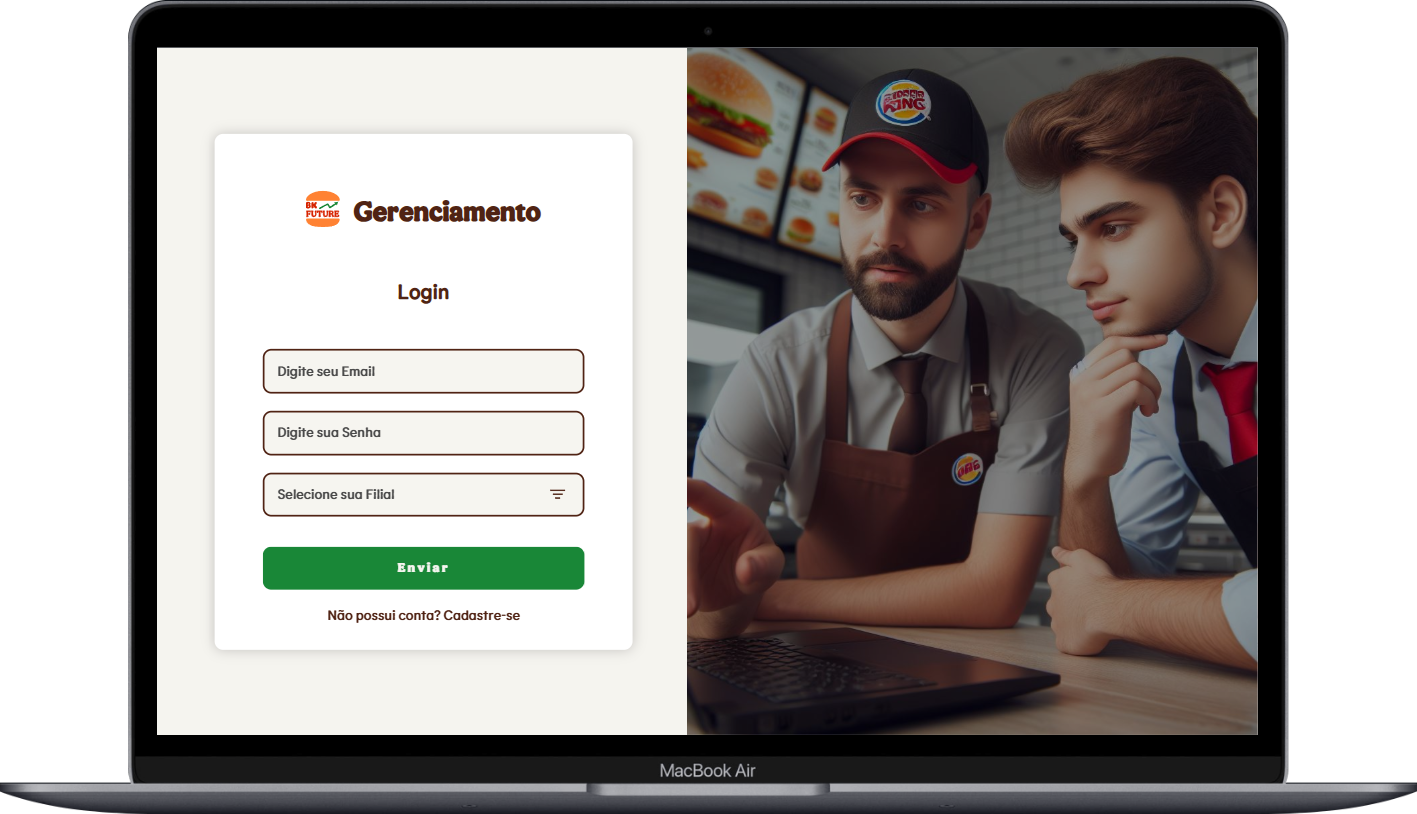 BK
FUTURE
Gerenciamento
Login
Digite seu Email
Digite sua Senha
Selecione sua Filial
Enviar
Não possui conta? Cadastre-se
KING
MacBook Air